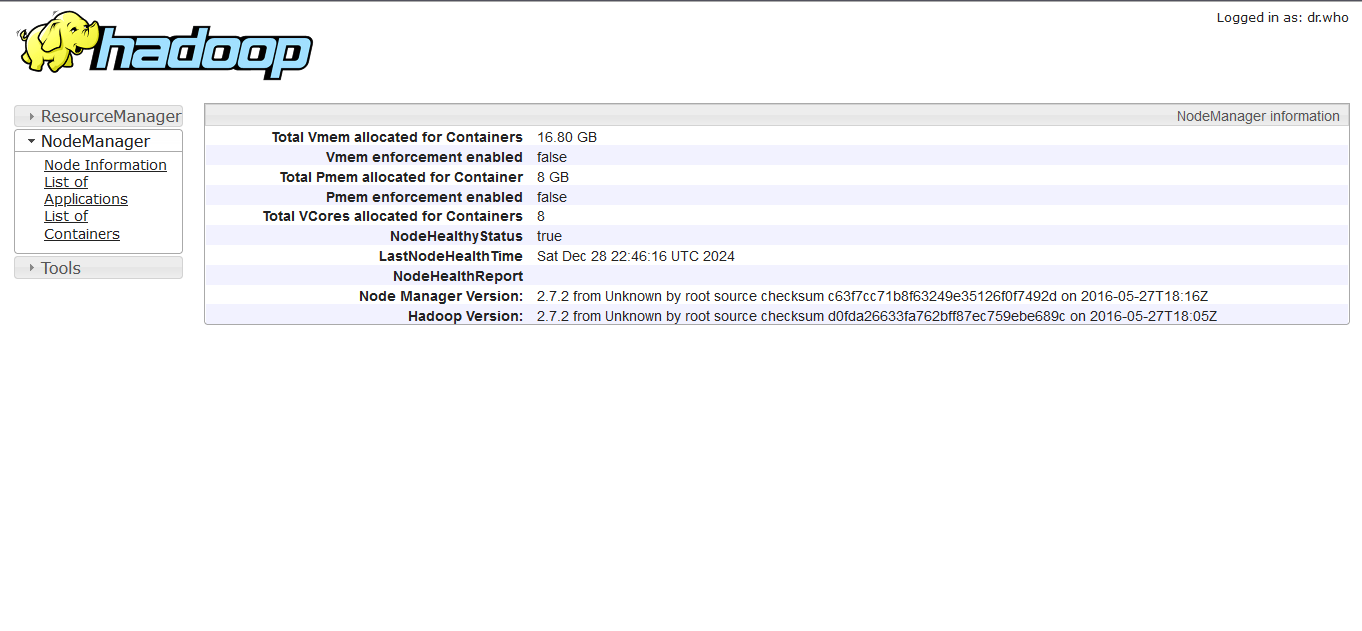 Logged in as: dr.who
hadoop
ResourceManager
NodeManager
Node Information
List of
Applications
List of
Containers
Tools
NodeManager information
Total Vmem allocated for Containers 16.80 GB
Vmem enforcement enabled false
Total Pmem allocated for Container 8 GB
Pmem enforcement enabled false
Total VCores allocated for Containers 8
NodeHealthyStatus true
LastNodeHealthTime Sat Dec 28 22:46:16 UTC 2024
NodeHealthReport
Node Manager Version: 2.7.2 from Unknown by root source checksum c63f7cc71b8f63249e35126f0f7492d on 2016-05-27T18:16Z
Hadoop Version: 2.7.2 from Unknown by root source checksum d0fda26633fa762bff87ec759ebe689c on 2016-05-27T18:05Z